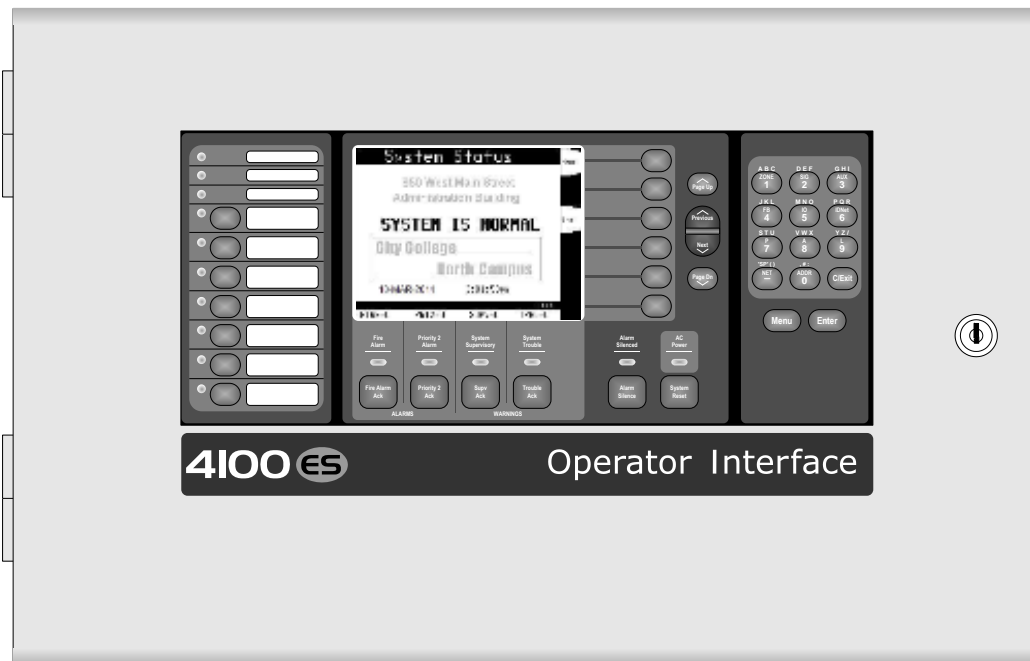 System Status
350 West Main Street
Administration Building
SYSTEM IS NORMAL
City College
North Campus
Page Up
Previous
Next
Page Dn
Fire Alarm
Priority 2 Alarm
System Supervisory
System Trouble
Alarm Silenced
AC Power
Fire Alarm Ack
Priority 2 Ack
Supv Ack
Trouble Ack
Alarm Silence
System Reset
ALARMS
WARNINGS
A B C
D E F
G H I
ZONE 1
SIG 2
AUX 3
J K L
M N O
P Q R
FB 4
IO 5
IDNet 6
S T U
V W X
Y Z /
P 7
A 8
L 9
"SP" ( )
, # :
NET –
ADDR 0
C/Exit
Menu
Enter
4100 ES
Operator Interface